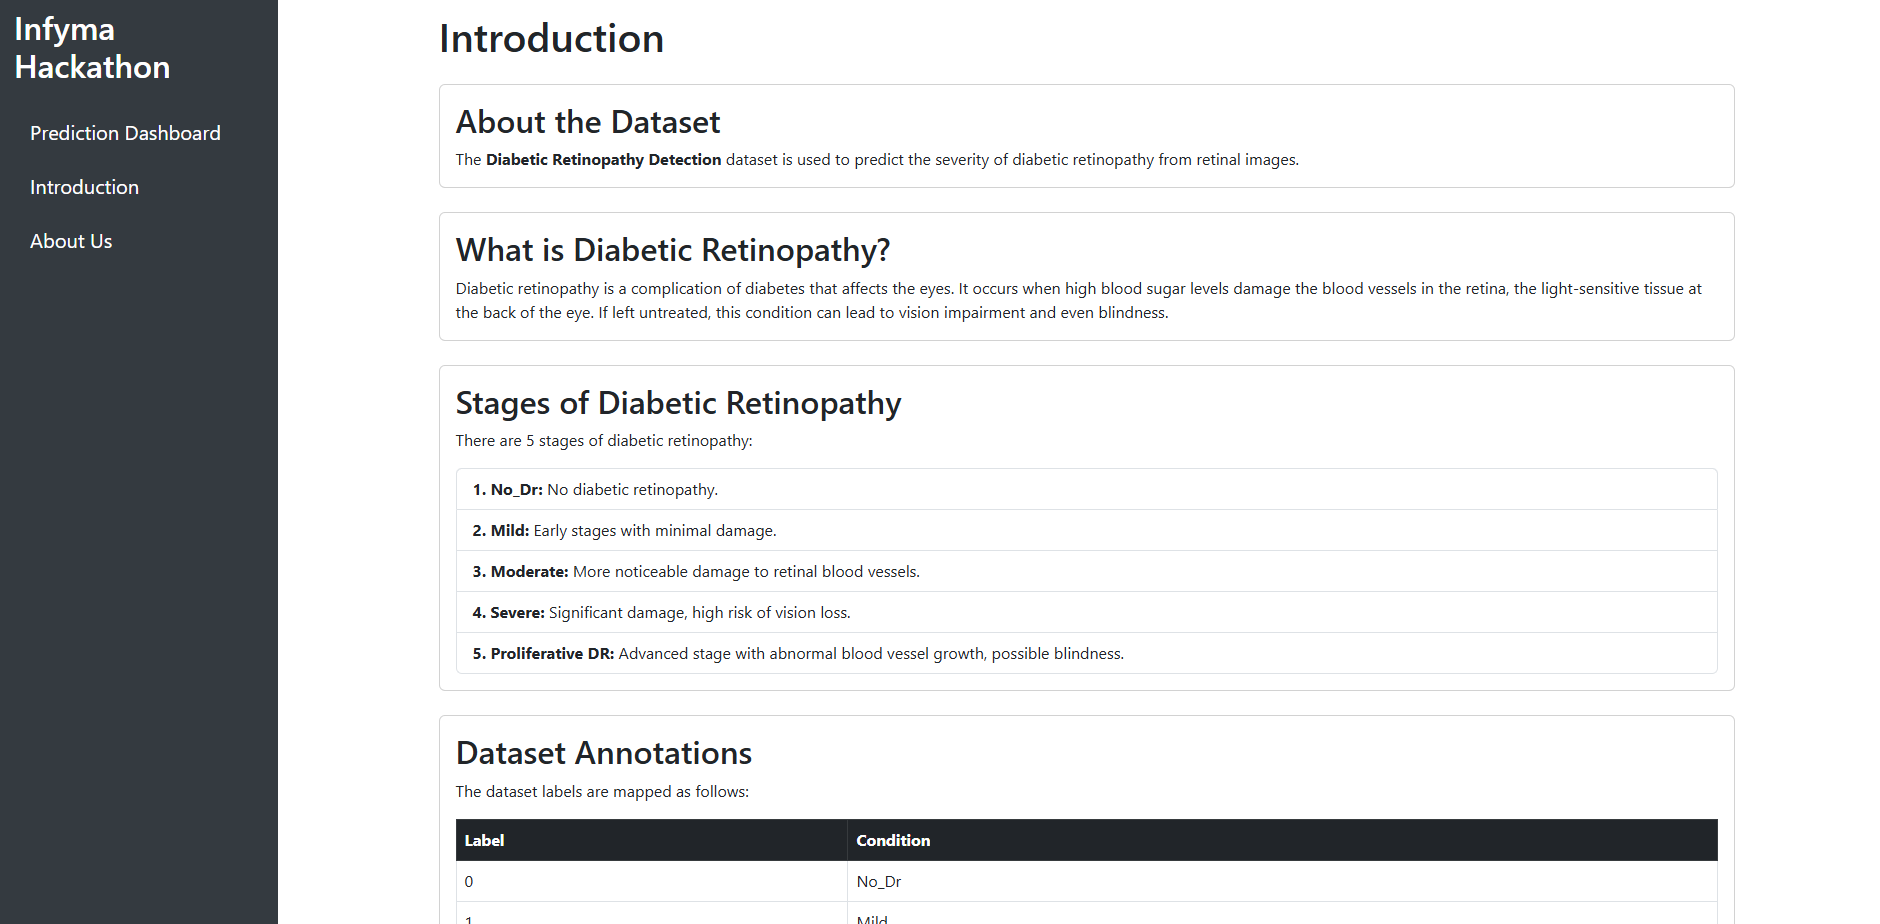 Infyma
Hackathon
Prediction Dashboard
Introduction
About Us
Introduction
About the Dataset
The Diabetic Retinopathy Detection dataset is used to predict the severity of diabetic retinopathy from retinal images.
What is Diabetic Retinopathy?
Diabetic retinopathy is a complication of diabetes that affects the eyes. It occurs when high blood sugar levels damage the blood vessels in the retina, the light-sensitive tissue at
the back of the eye. If left untreated, this condition can lead to vision impairment and even blindness.
Stages of Diabetic Retinopathy
There are 5 stages of diabetic retinopathy:
1. No_Dr: No diabetic retinopathy.
2. Mild: Early stages with minimal damage.
3. Moderate: More noticeable damage to retinal blood vessels.
4. Severe: Significant damage, high risk of vision loss.
5. Proliferative DR: Advanced stage with abnormal blood vessel growth, possible blindness.
Dataset Annotations
The dataset labels are mapped as follows:
Label Condition
0 No_Dr
1 Mild